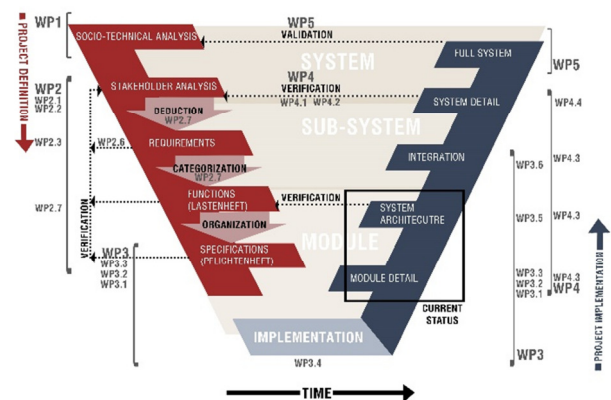 PROJECT DEFINITION
WP1
SOCIO-TECHNICAL ANALYSIS
WP5
VALIDATION
SYSTEM
FULL SYSTEM
WP5
WP2
WP2.1
WP2.2
STAKEHOLDER ANALYSIS
WP4
VERIFICATION
WP4.1 WP4.2
SYSTEM DETAIL
WP4.4
DEDUCTION
WP2.7
SUB-SYSTEM
WP2.3
WP2.6
REQUIREMENTS
INTEGRATION
WP3.6
WP4.3
CATEGORIZATION
WP2.7
WP2.7
VERIFICATION
FUNCTIONS
(LASTENHEFT)
VERIFICATION
SYSTEM
ARCHITECUTRE
WP3.5
WP4.3
ORGANIZATION
MODULE
WP3
WP3.3
WP3.2
WP3.1
SPECIFICATIONS
(PFLICHTENHEFT)
MODULE DETAIL
WP3.3
WP3.2
WP3.1
WP4.3
WP4
CURRENT
STATUS
IMPLEMENTATION
WP3.4
WP3
PROJECT IMPLEMENTATION
TIME